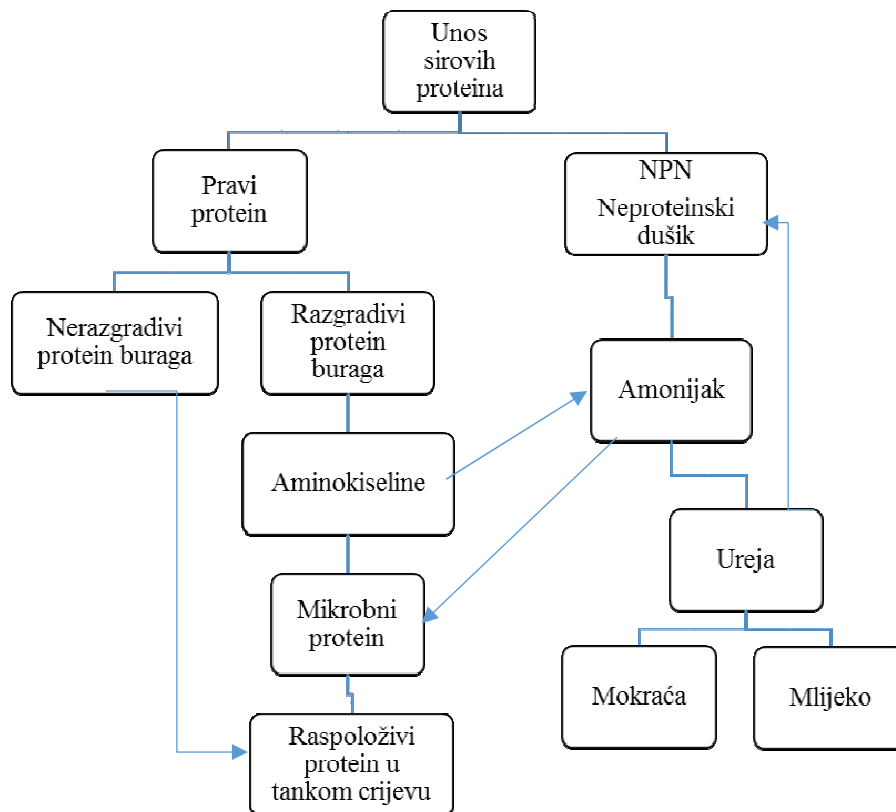 Unos
sirovih
proteina
Pravi
protein
NPN
Neproteinski
dušik
Nerazgradivi
protein buraga
Razgradivi
protein
buraga
Amonijak
Aminokiseline
Ureja
Mikrobni
protein
Mokraća
Mlijeko
Raspoloživi
protein u
tankom crijevu